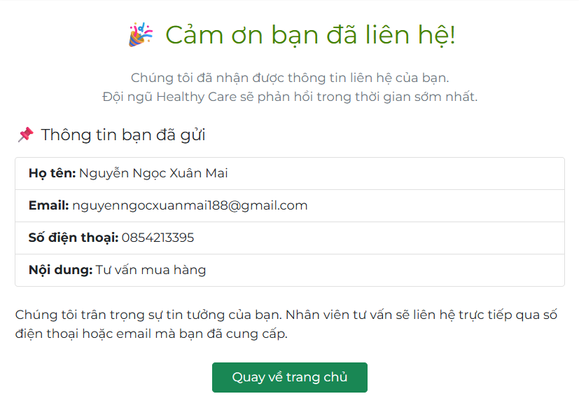 🎉 Cảm ơn bạn đã liên hệ!
Chúng tôi đã nhận được thông tin liên hệ của bạn.
Đội ngũ Healthy Care sẽ phản hồi trong thời gian sớm nhất.
📌 Thông tin bạn đã gửi
Họ tên: Nguyễn Ngọc Xuân Mai
Email: nguyenngocxuanmai188@gmail.com
Số điện thoại: 0854213395
Nội dung: Tư vấn mua hàng
Chúng tôi trân trọng sự tin tưởng của bạn. Nhân viên tư vấn sẽ liên hệ trực tiếp qua số
điện thoại hoặc email mà bạn đã cung cấp.
Quay về trang chủ